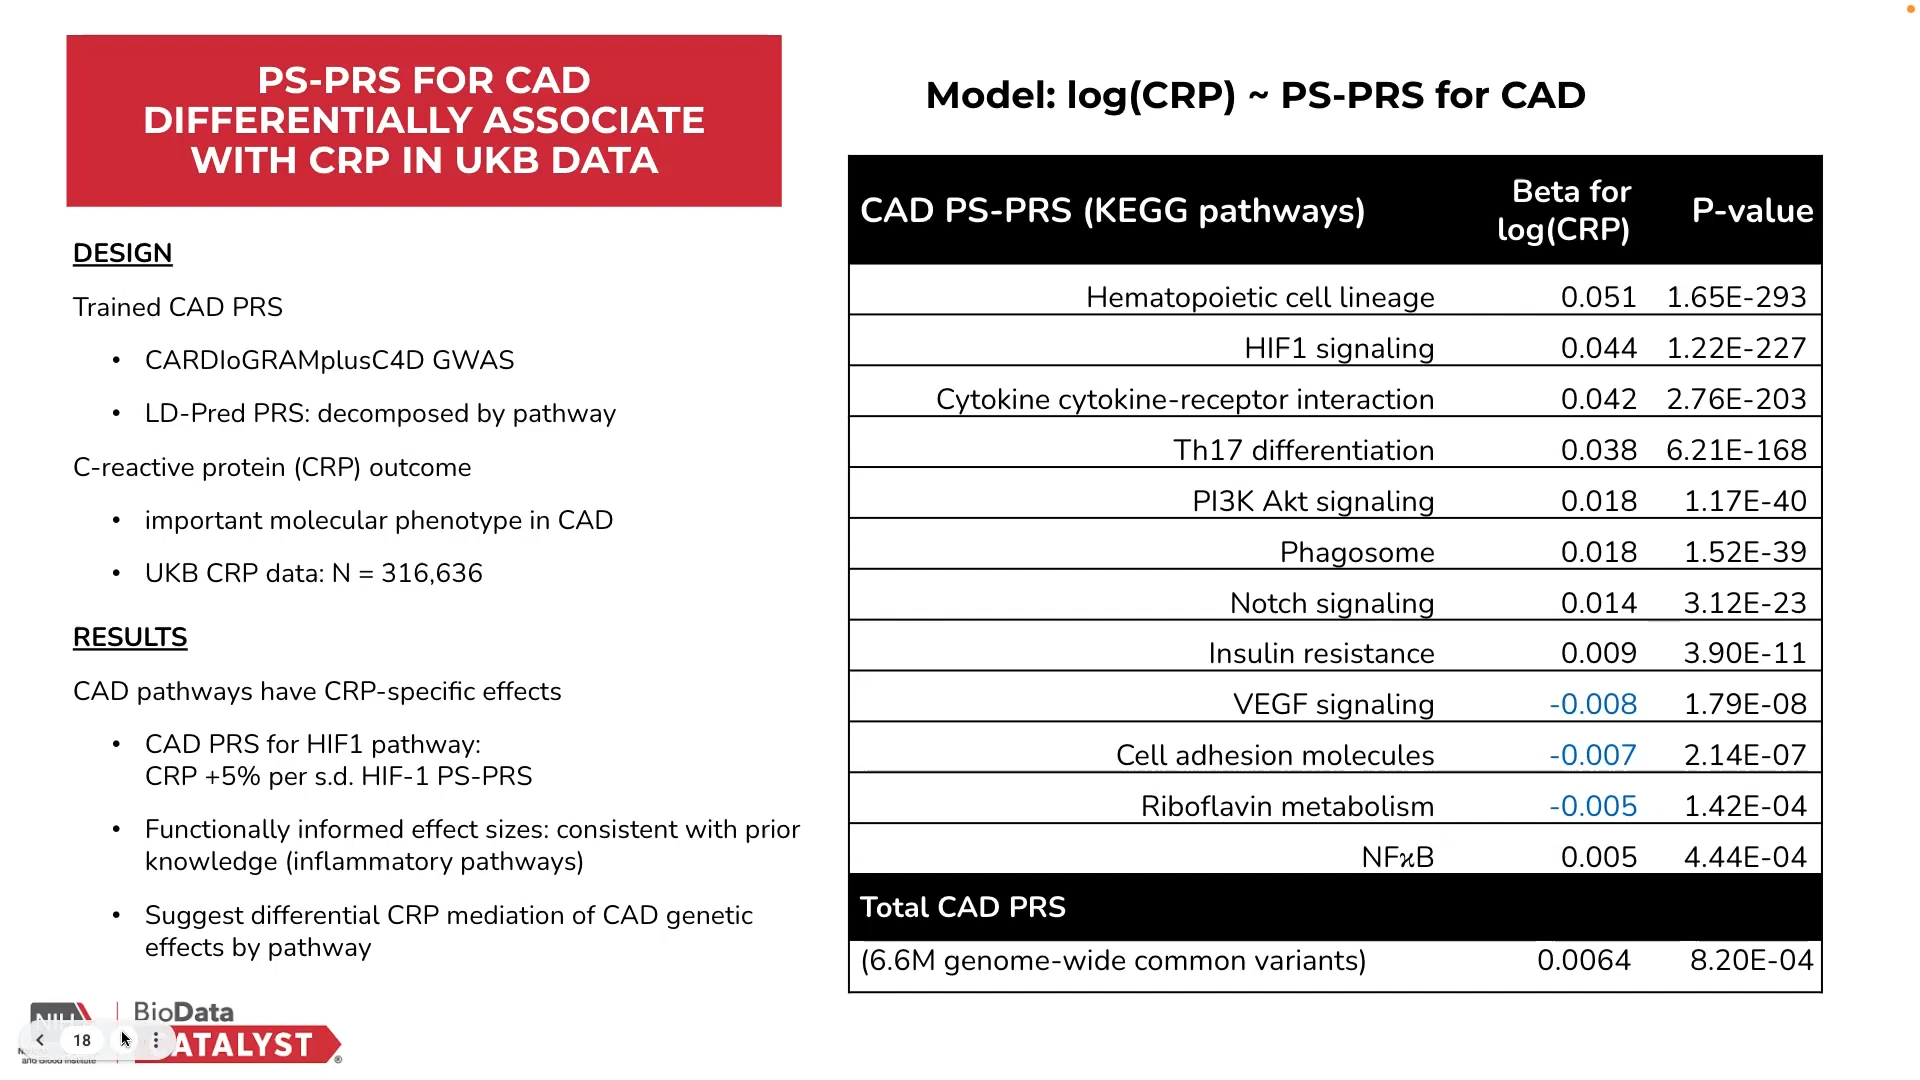 PS-PRS FOR CAD
DIFFERENTIALLY ASSOCIATE
WITH CRP IN UKB DATA
DESIGN
Trained CAD PRS
• CARDIoGRAMplusC4D GWAS
• LD-Pred PRS: decomposed by pathway
C-reactive protein (CRP) outcome
• important molecular phenotype in CAD
• UKB CRP data: N = 316,636
RESULTS
CAD pathways have CRP-specific effects
• CAD PRS for HIF1 pathway:
CRP +5% per s.d. HIF-1 PS-PRS
• Functionally informed effect sizes: consistent with prior
knowledge (inflammatory pathways)
• Suggest differential CRP mediation of CAD genetic
effects by pathway
Model: log(CRP) ~ PS-PRS for CAD
CAD PS-PRS (KEGG pathways) Beta for log(CRP) P-value
Hematopoietic cell lineage 0.051 1.65E-293
HIF1 signaling 0.044 1.22E-227
Cytokine cytokine-receptor interaction 0.042 2.76E-203
Th17 differentiation 0.038 6.21E-168
PI3K Akt signaling 0.018 1.17E-40
Phagosome 0.018 1.52E-39
Notch signaling 0.014 3.12E-23
Insulin resistance 0.009 3.90E-11
VEGF signaling -0.008 1.79E-08
Cell adhesion molecules -0.007 2.14E-07
Riboflavin metabolism -0.005 1.42E-04
NFϰB 0.005 4.44E-04
Total CAD PRS
(6.6M genome-wide common variants) 0.0064 8.20E-04
NIH
BioData
ATALYST®
and Blood Institute
18